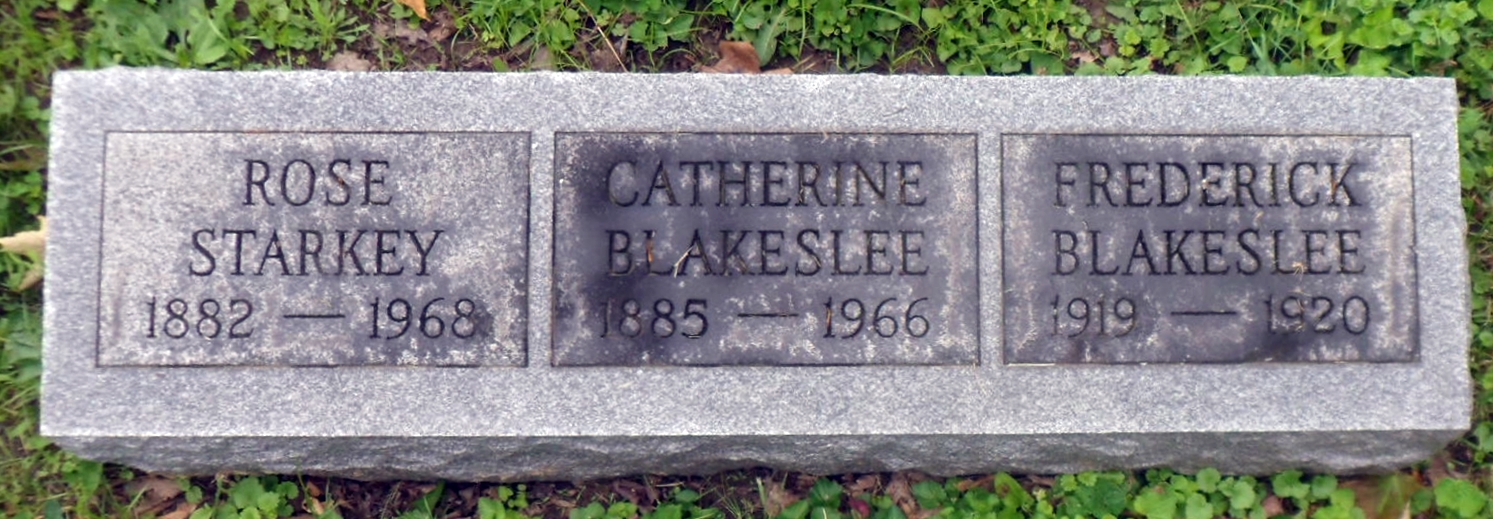 ROSE
STARKEY
1882 — 1968
CATHERINE
BLAKESLEE
1885 — 1966
FREDERICK
BLAKESLEE
1919 — 1920